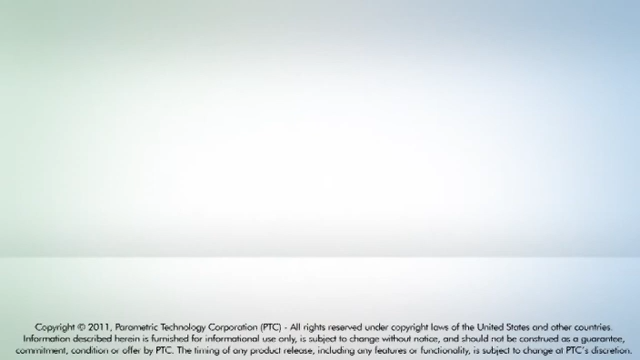 Copyright © 2011, Parametric Technology Corporation (PTC) - All rights reserved under copyright laws of the United States and other countries.
Information described herein is furnished for informational use only, is subject to change without notice, and should not be construed as a guarantee,
commitment, condition or offer by PTC. The timing of any product release, including any features or functionality, is subject to change at PTC's discretion.